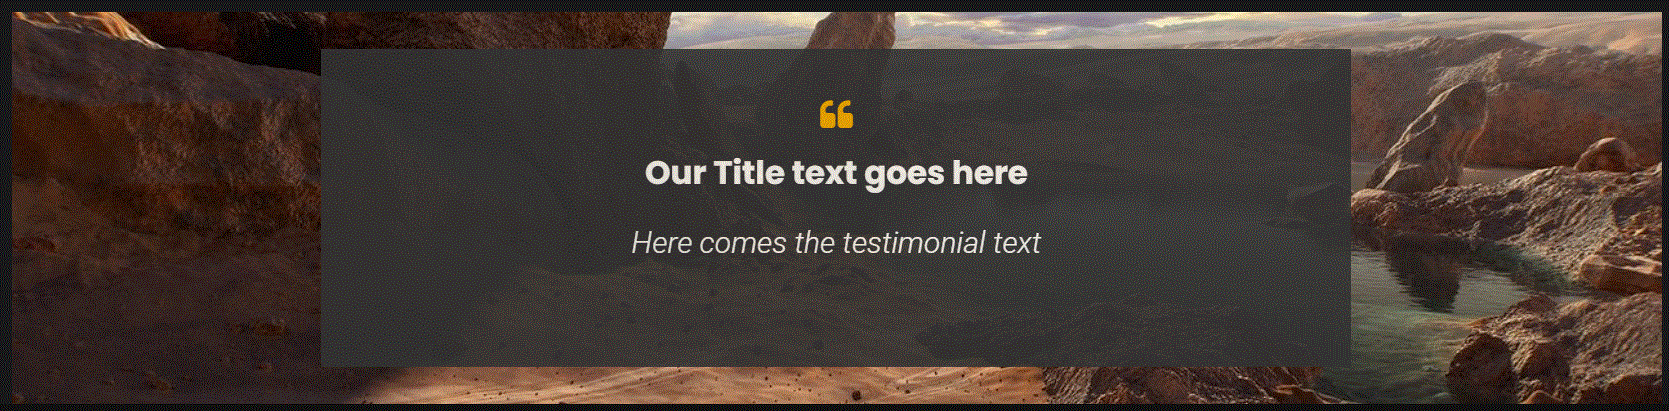 ❝
Our Title text goes here
Here comes the testimonial text